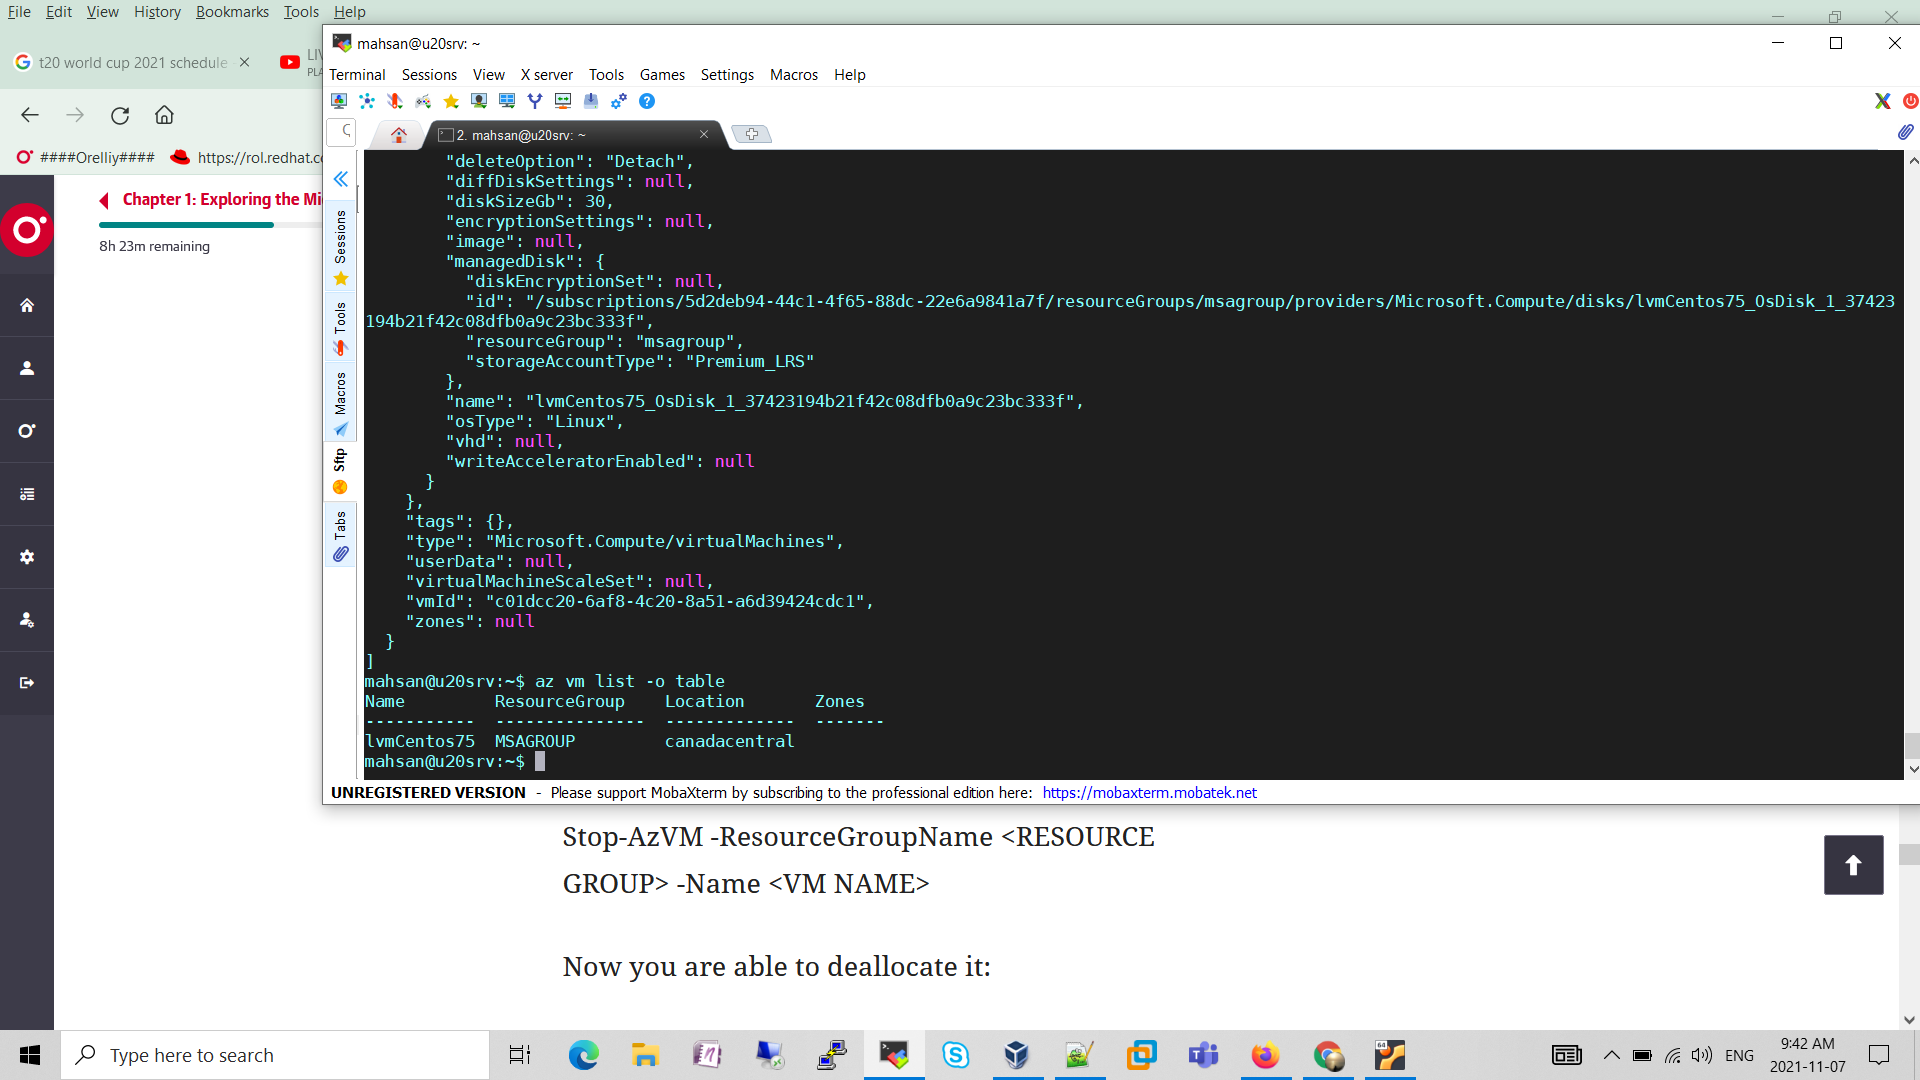 File Edit View History Bookmarks Tools Help
t20 world cup 2021 schedule
####Orelliy#### https://rol.redhat.c
Chapter 1: Exploring the Mi
8h 23m remaining
mahsan@u20srv: ~
Terminal Sessions View X server Tools Games Settings Macros Help
2. mahsan@u20srv: ~
Sessions
Tools
Macros
Sftp
Tabs
"deleteOption": "Detach",
"diffDiskSettings": null,
"diskSizeGb": 30,
"encryptionSettings": null,
"image": null,
"managedDisk": {
"diskEncryptionSet": null,
"id": "/subscriptions/5d2deb94-44c1-4f65-88dc-22e6a9841a7f/resourceGroups/msagroup/providers/Microsoft.Compute/disks/lvmCentos75_OsDisk_1_37423
194b21f42c08dfb0a9c23bc333f",
"resourceGroup": "msagroup",
"storageAccountType": "Premium_LRS"
},
"name": "lvmCentos75_OsDisk_1_37423194b21f42c08dfb0a9c23bc333f",
"osType": "Linux",
"vhd": null,
"writeAcceleratorEnabled": null
}
},
"tags": {},
"type": "Microsoft.Compute/virtualMachines",
"userData": null,
"virtualMachineScaleSet": null,
"vmId": "c01dcc20-6af8-4c20-8a51-a6d39424cdc1",
"zones": null
}
]
mahsan@u20srv:~$ az vm list -o table
Name ResourceGroup Location Zones
----------- --------------- ------------- -------
lvmCentos75 MSAGROUP canadacentral
mahsan@u20srv:~$
UNREGISTERED VERSION - Please support MobaXterm by subscribing to the professional edition here: https://mobaxterm.mobatek.net
Stop-AzVM -ResourceGroupName <RESOURCE
GROUP> -Name <VM NAME>
Now you are able to deallocate it:
Type here to search
ENG
9:42 AM
2021-11-07